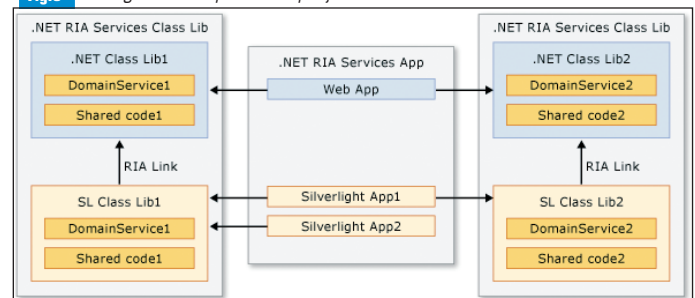 .NET RIA Services Class Lib
.NET Class Lib1
DomainService1
Shared code1
RIA Link
SL Class Lib1
DomainService1
Shared code1
.NET RIA Services App
Web App
Silverlight App1
Silverlight App2
.NET RIA Services Class Lib
.NET Class Lib2
DomainService2
Shared code2
RIA Link
SL Class Lib2
DomainService2
Shared code2